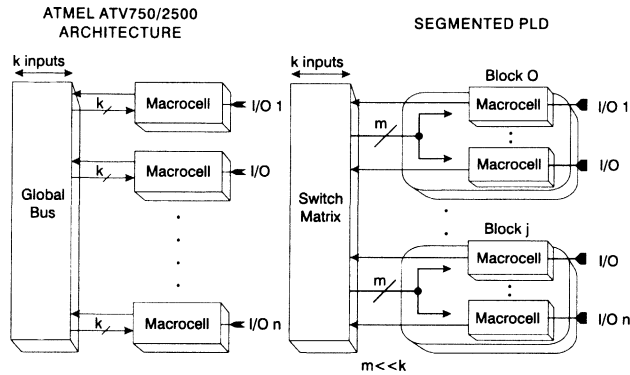 ATMEL ATV750/2500
ARCHITECTURE
k inputs
Global
Bus
k
Macrocell
I/O 1
k
Macrocell
I/O
k
Macrocell
I/O n
SEGMENTED PLD
k inputs
Switch
Matrix
Block O
m
Macrocell
I/O 1
Macrocell
I/O
Block j
m
Macrocell
I/O
Macrocell
I/O n
m<<k